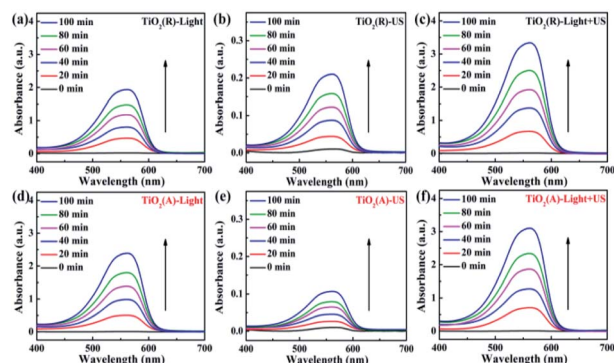 (a)
100 min
80 min
60 min
40 min
20 min
0 min
TiO2(R)-Light
Absorbance (a.u.)
4
3
2
1
0
400 500 600 700
Wavelength (nm)
(b)
100 min
80 min
60 min
40 min
20 min
0 min
TiO2(R)-US
Absorbance (a.u.)
0.3
0.2
0.1
0.0
400 500 600 700
Wavelength (nm)
(c)
100 min
80 min
60 min
40 min
20 min
0 min
TiO2(R)-Light+US
Absorbance (a.u.)
4
3
2
1
0
400 500 600 700
Wavelength (nm)
(d)
100 min
80 min
60 min
40 min
20 min
0 min
TiO2(A)-Light
Absorbance (a.u.)
4
3
2
1
0
400 500 600 700
Wavelength (nm)
(e)
100 min
80 min
60 min
40 min
20 min
0 min
TiO2(A)-US
Absorbance (a.u.)
0.3
0.2
0.1
0.0
400 500 600 700
Wavelength (nm)
(f)
100 min
80 min
60 min
40 min
20 min
0 min
TiO2(A)-Light+US
Absorbance (a.u.)
4
3
2
1
0
400 500 600 700
Wavelength (nm)